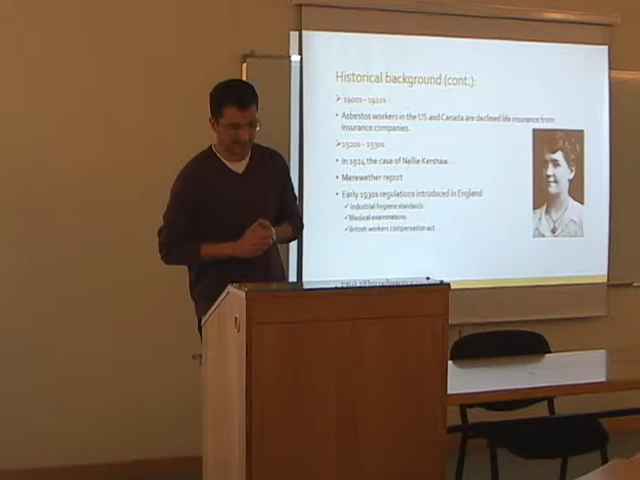 Historical background (cont.):
➢ 1900s - 1910s
• Asbestos workers in the US and Canada are declined life insurance from
insurance companies.
➢ 1920s - 1930s
• In 1924 the case of Nellie Kershaw.
• Merewether report
• Early 1930s regulations introduced in England
✓ Industrial hygiene standards
✓ Medical examinations
✓ British workers compensation act